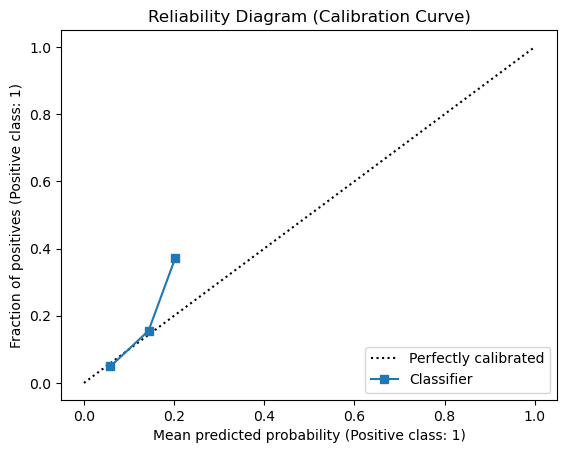 Reliability Diagram (Calibration Curve)
1.0
0.8
0.6
0.4
0.2
0.0
Fraction of positives (Positive class: 1)
0.0 0.2 0.4 0.6 0.8 1.0
Mean predicted probability (Positive class: 1)
Perfectly calibrated
Classifier